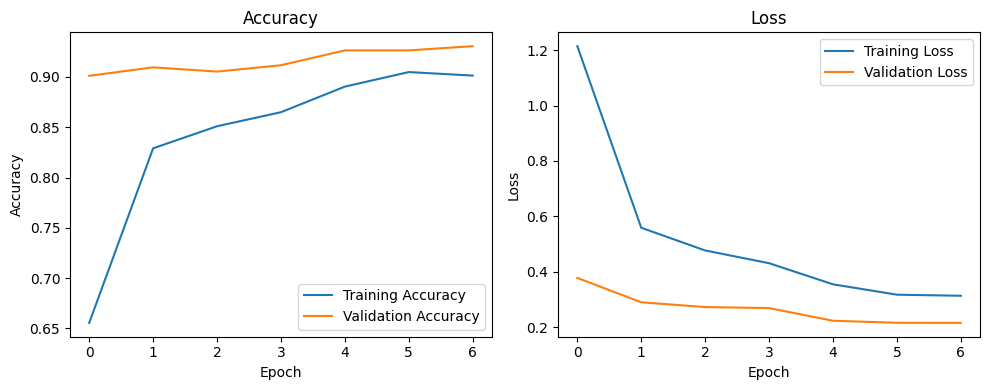 Accuracy
Accuracy
0.90
0.85
0.80
0.75
0.70
0.65
0 1 2 3 4 5 6
Epoch
Training Accuracy
Validation Accuracy
Loss
Loss
1.2
1.0
0.8
0.6
0.4
0.2
0 1 2 3 4 5 6
Epoch
Training Loss
Validation Loss